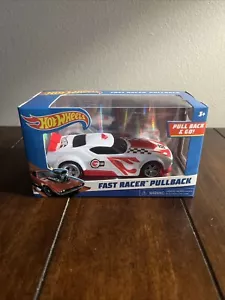 HOT WHEELS
PULL BACK
& GO!
3+
FAST RACER PULLBACK